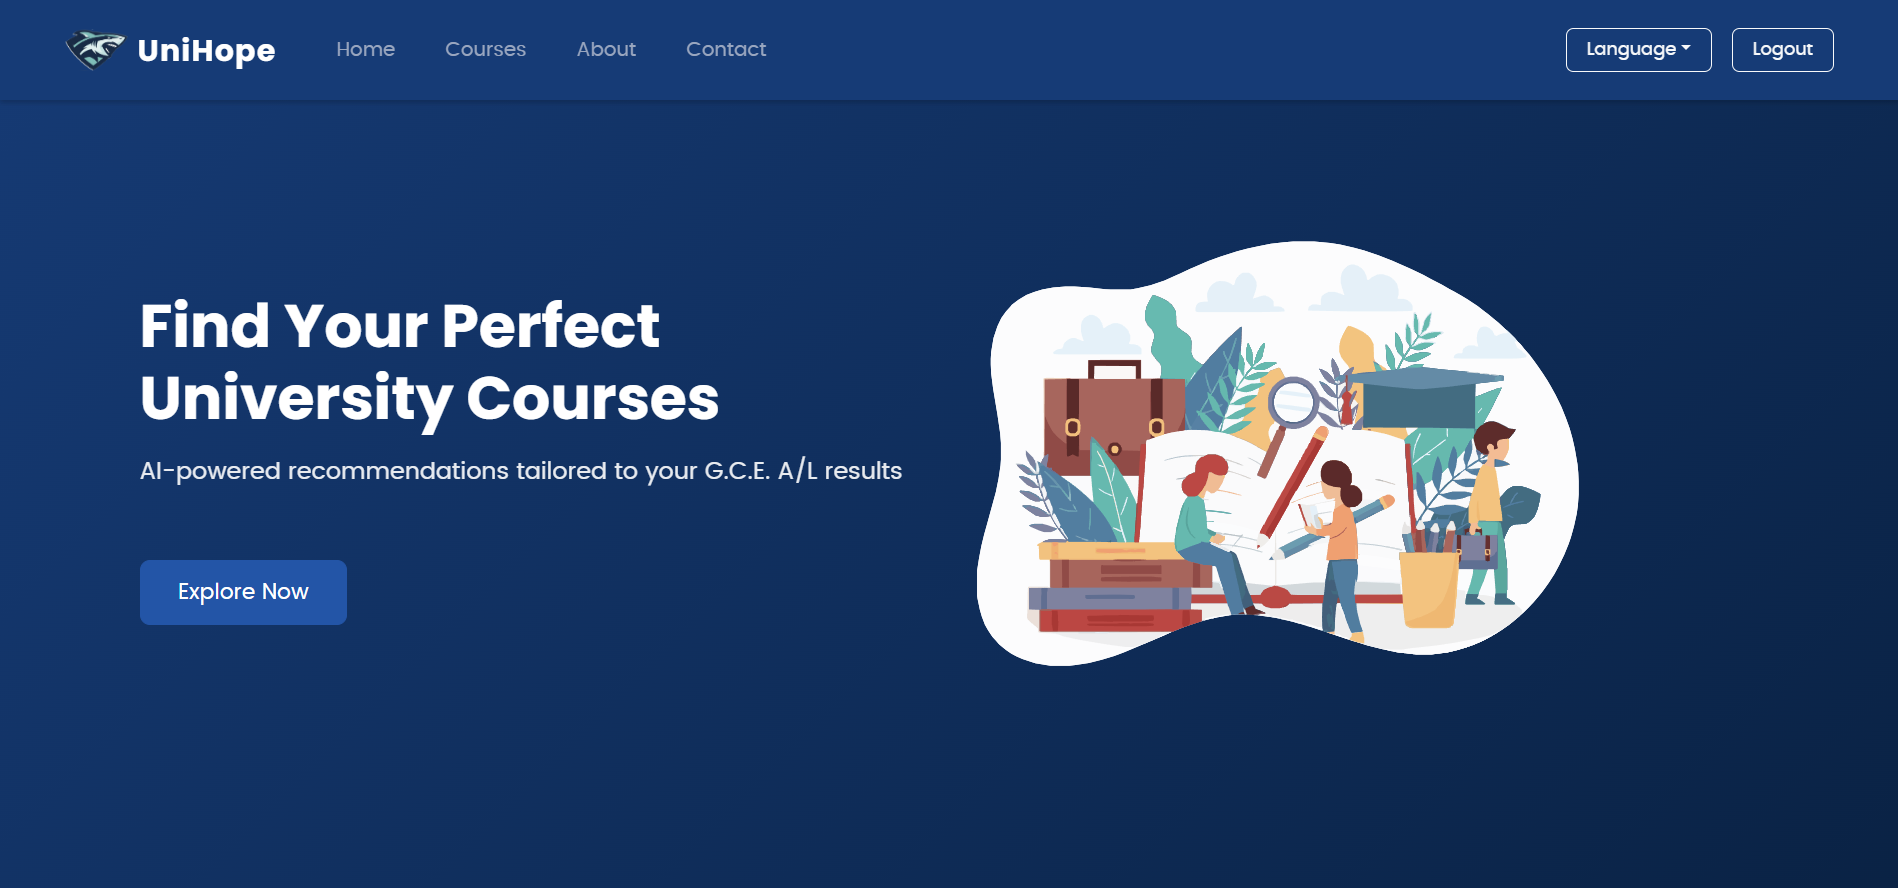 UniHope
Home
Courses
About
Contact
Language
Logout
Find Your Perfect
University Courses
AI-powered recommendations tailored to your G.C.E. A/L results
Explore Now